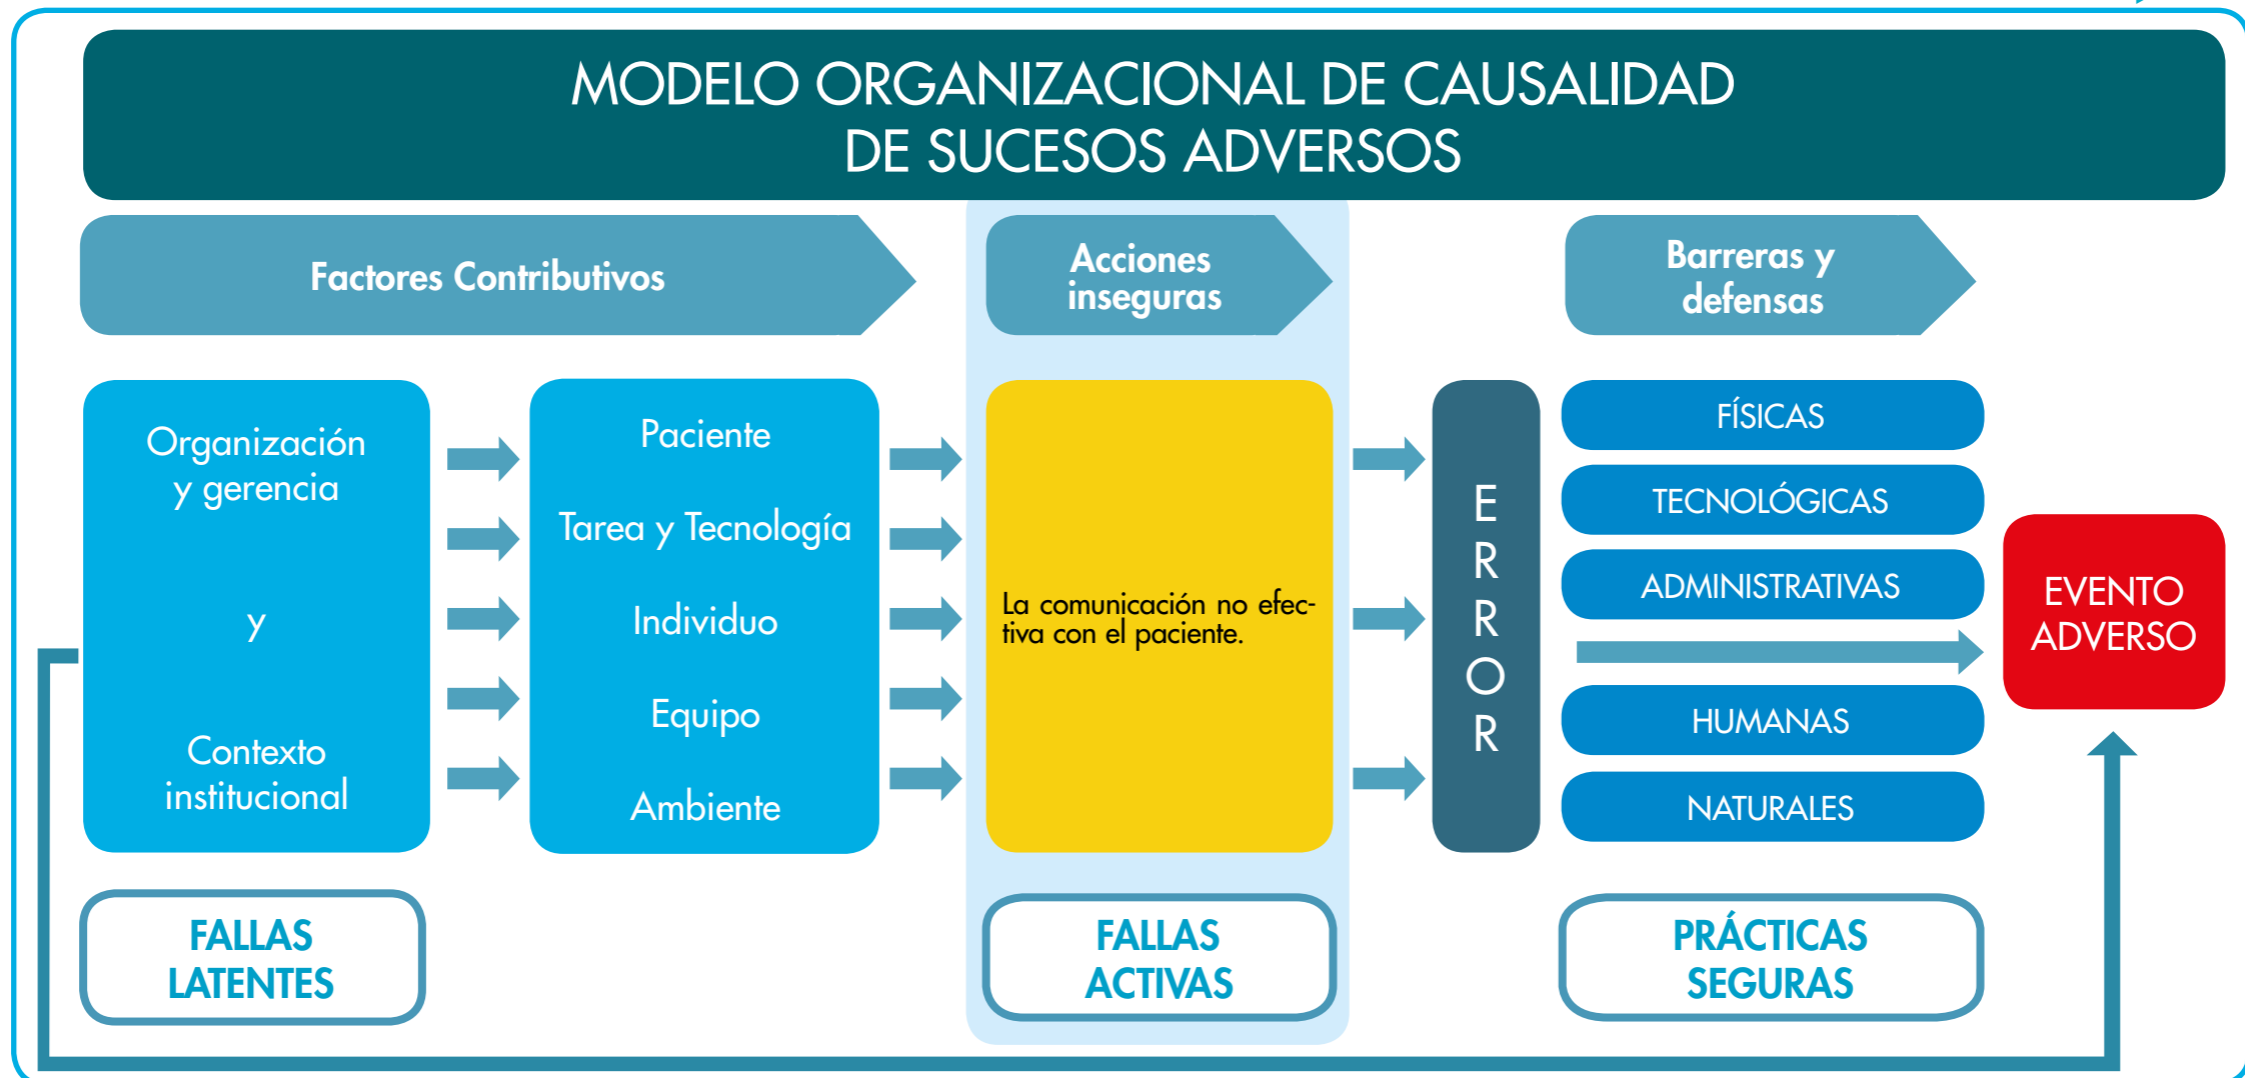 MODELO ORGANIZACIONAL DE CAUSALIDAD
DE SUCESOS ADVERSOS
Factores Contributivos
Acciones
inseguras
Barreras y
defensas
Organización
y gerencia
y
Contexto
institucional
Paciente
Tarea y Tecnología
Individuo
Equipo
Ambiente
La comunicación no efec-
tiva con el paciente.
E
R
R
O
R
FÍSICAS
TECNOLÓGICAS
ADMINISTRATIVAS
HUMANAS
NATURALES
EVENTO
ADVERSO
FALLAS
LATENTES
FALLAS
ACTIVAS
PRÁCTICAS
SEGURAS